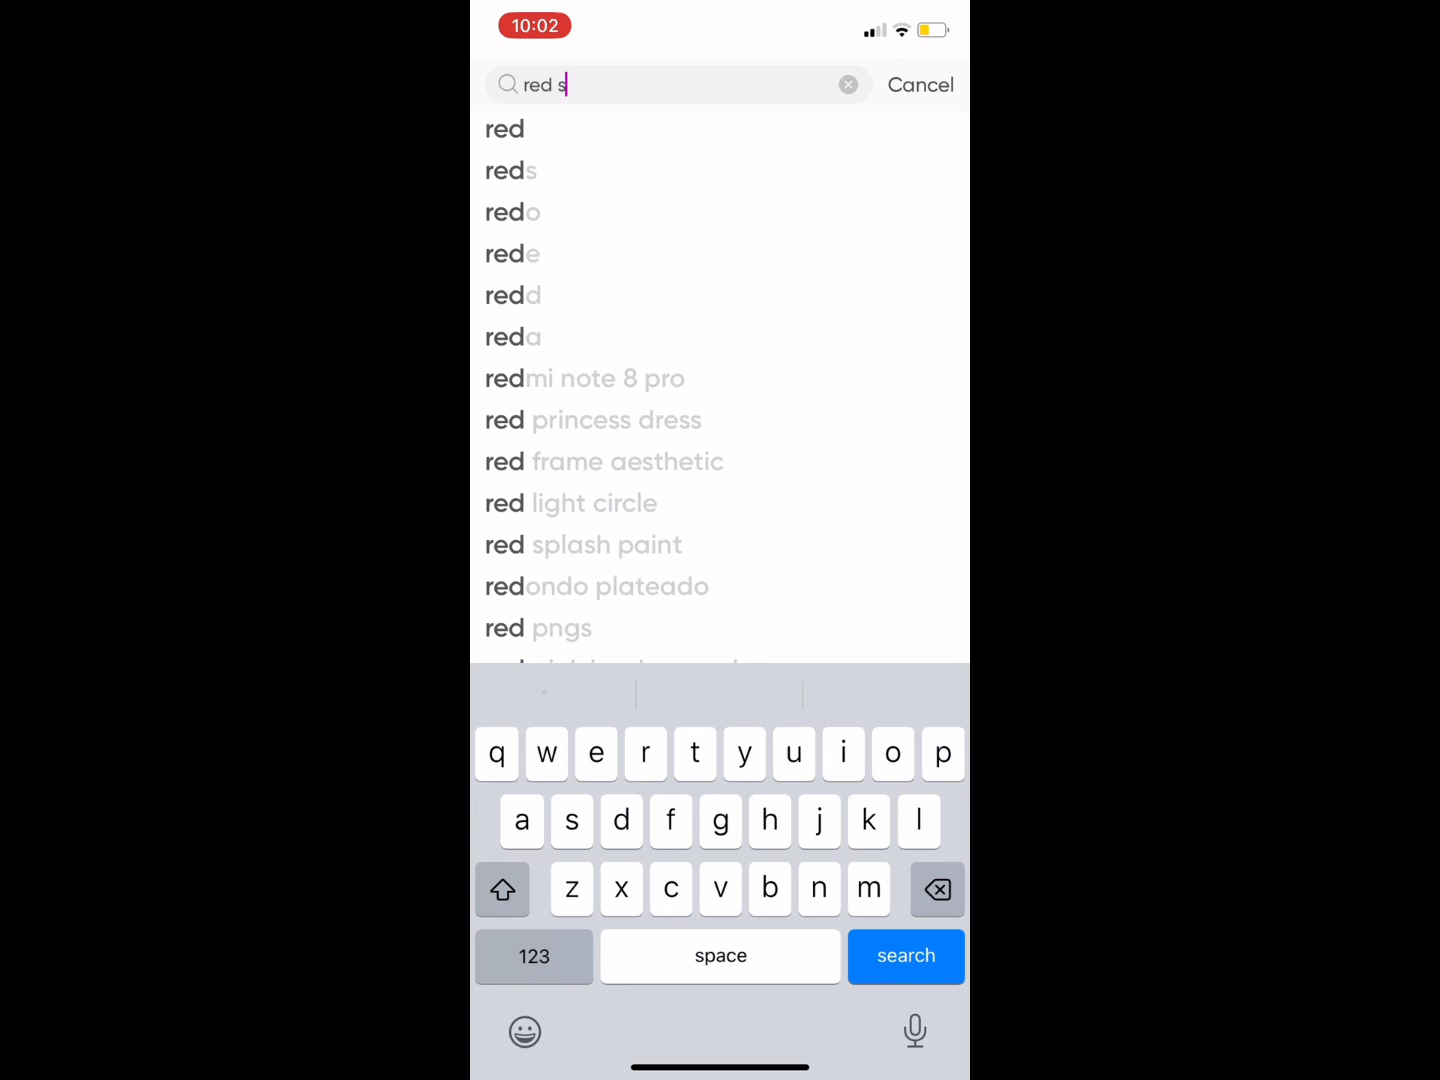 10:02
red s
Cancel
red
reds
redo
rede
redd
reda
redmi note 8 pro
red princess dress
red frame aesthetic
red light circle
red splash paint
redondo plateado
red pngs
q w e r t y u i o p
a s d f g h j k l
z x c v b n m
123 space search